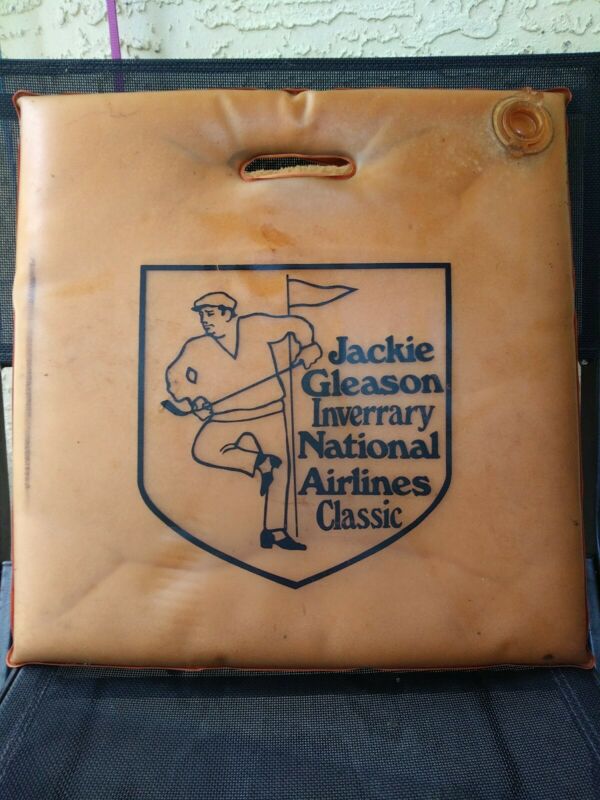 Jackie
Gleason
Inverrary
National
Airlines
Classic